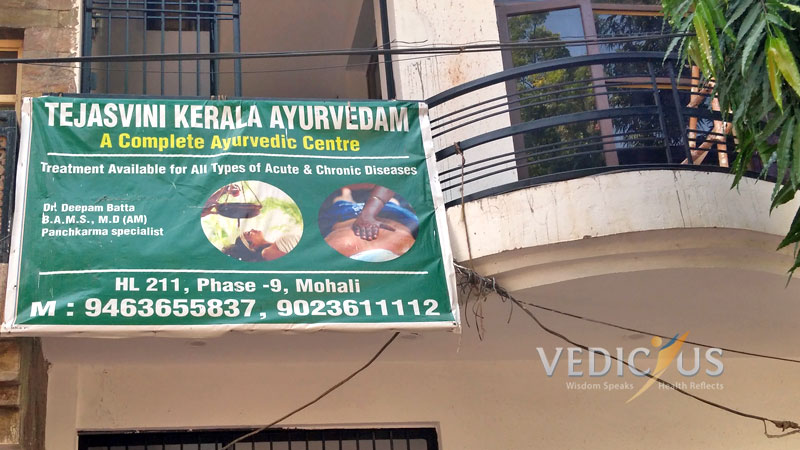 TEJASVINI KERALA AYURVEDAM
A Complete Ayurvedic Centre
Treatment Available for All Types of Acute & Chronic Diseases
Dr. Deepam Batta
B.A.M.S., M.D (AM)
Panchkarma specialist
HL 211, Phase -9, Mohali
M : 9463655837, 9023611112
VEDICIUS
Wisdom Speaks Health Reflects